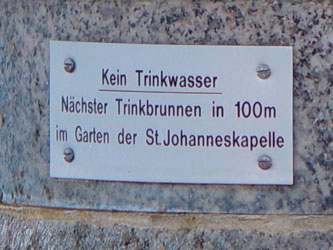 Kein Trinkwasser
Nächster Trinkbrunnen in 100m
im Garten der St.Johanneskapelle